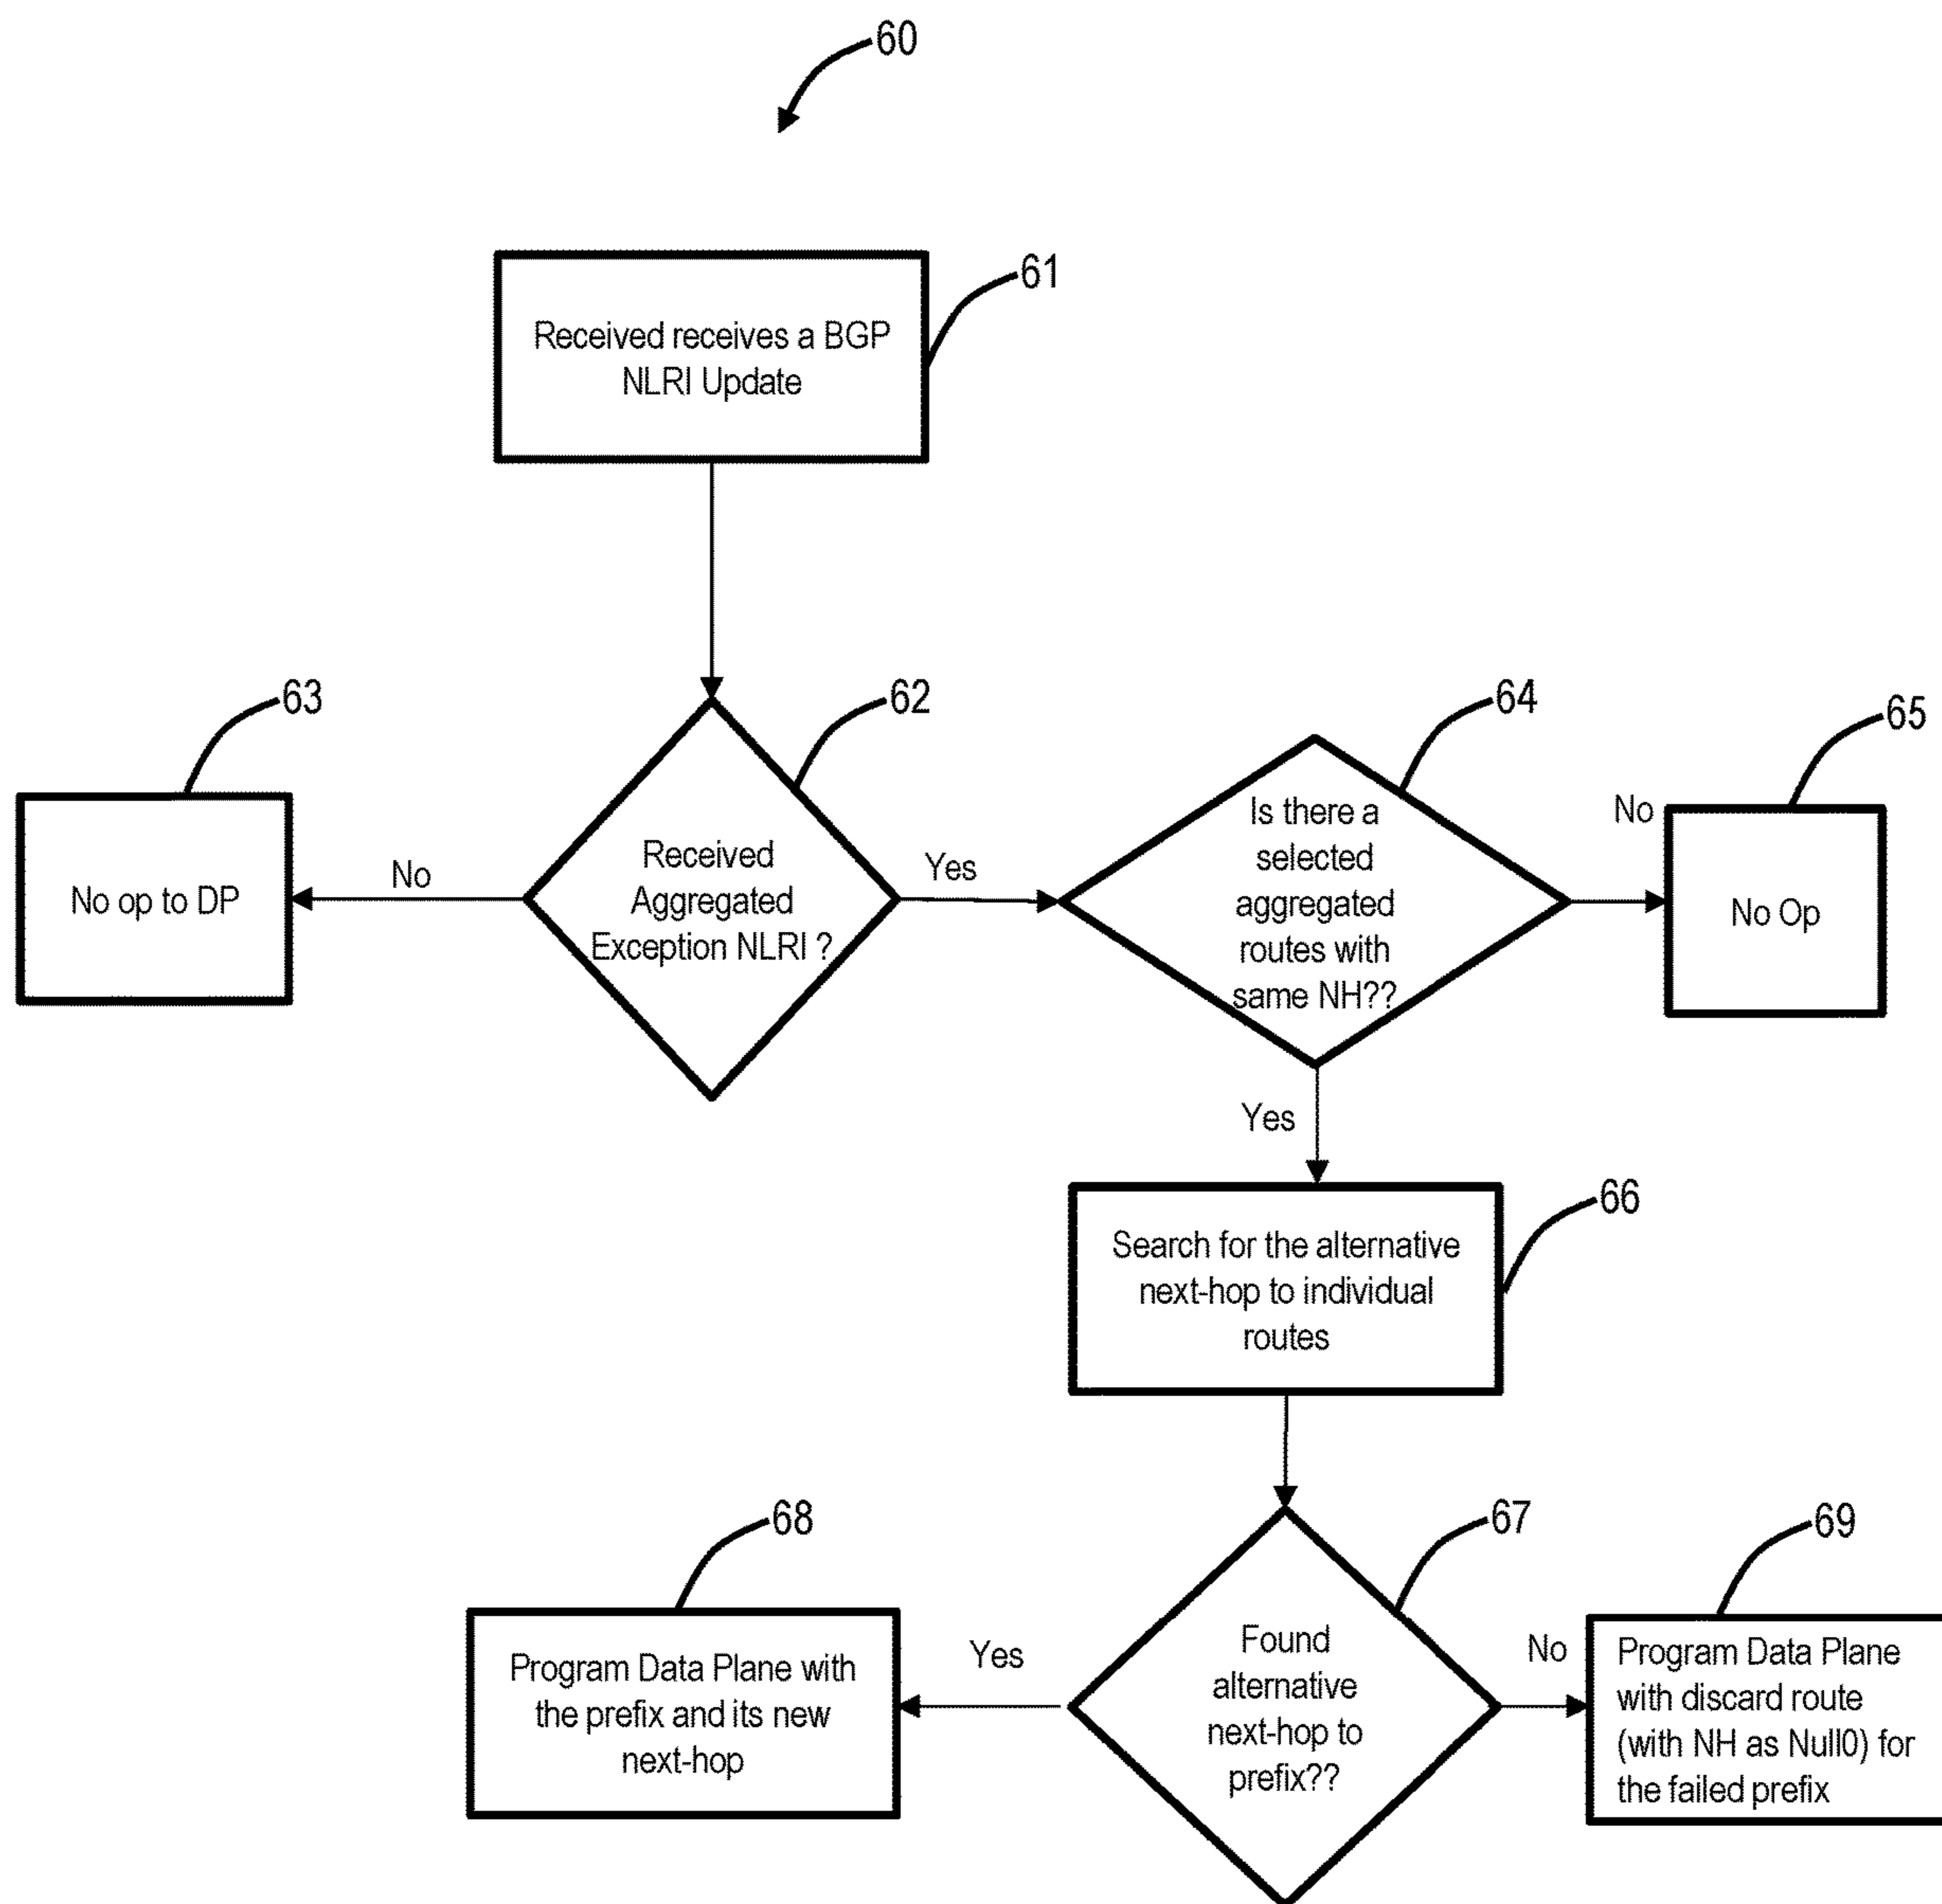 60
61
Received receives a BGP
NLRI Update
63
62
64
65
No op to DP
No
Received
Aggregated
Exception NLRI ?
Yes
Is there a
selected
aggregated
routes with
same NH??
No
No Op
Yes
66
Search for the alternative
next-hop to individual
routes
68
67
69
Program Data Plane with
the prefix and its new
next-hop
Yes
Found
alternative
next-hop to
prefix??
No
Program Data Plane
with discard route
(with NH as Null0) for
the failed prefix